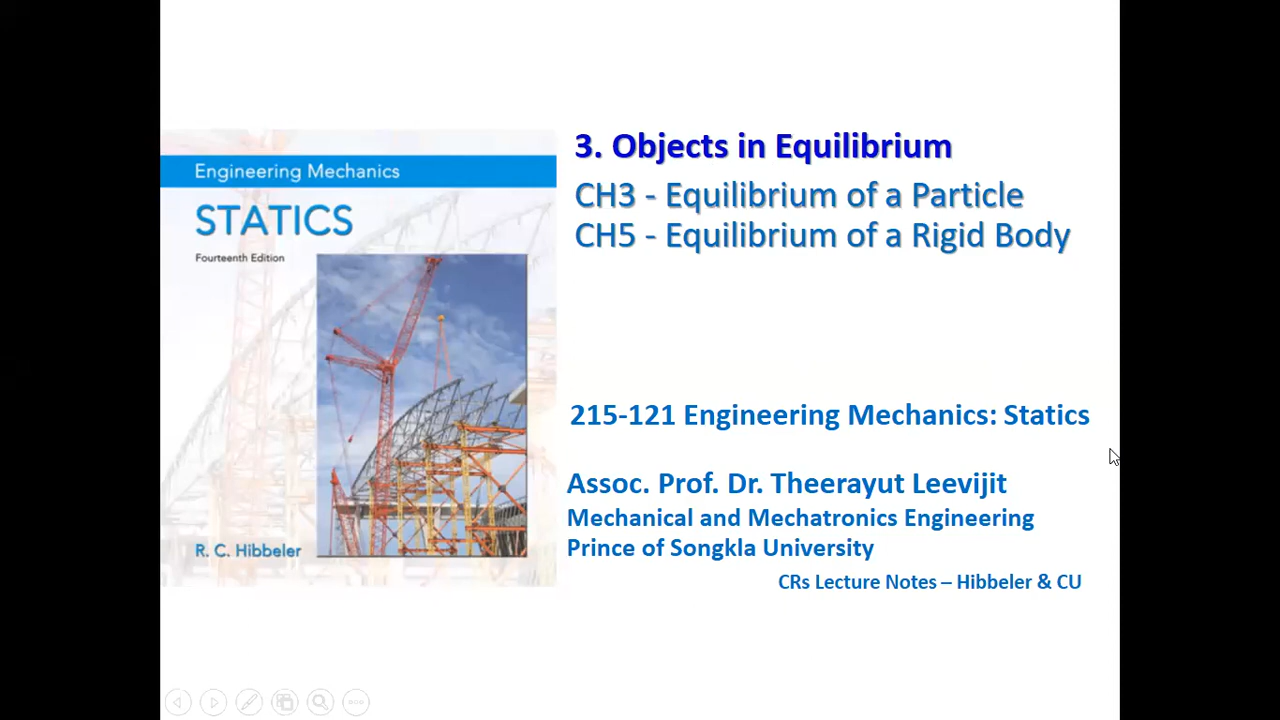 Engineering Mechanics
STATICS
Fourteenth Edition
R. C. Hibbeler
3. Objects in Equilibrium
CH3 - Equilibrium of a Particle
CH5 - Equilibrium of a Rigid Body
215-121 Engineering Mechanics: Statics
Assoc. Prof. Dr. Theerayut Leevijit
Mechanical and Mechatronics Engineering
Prince of Songkla University
CRs Lecture Notes – Hibbeler & CU